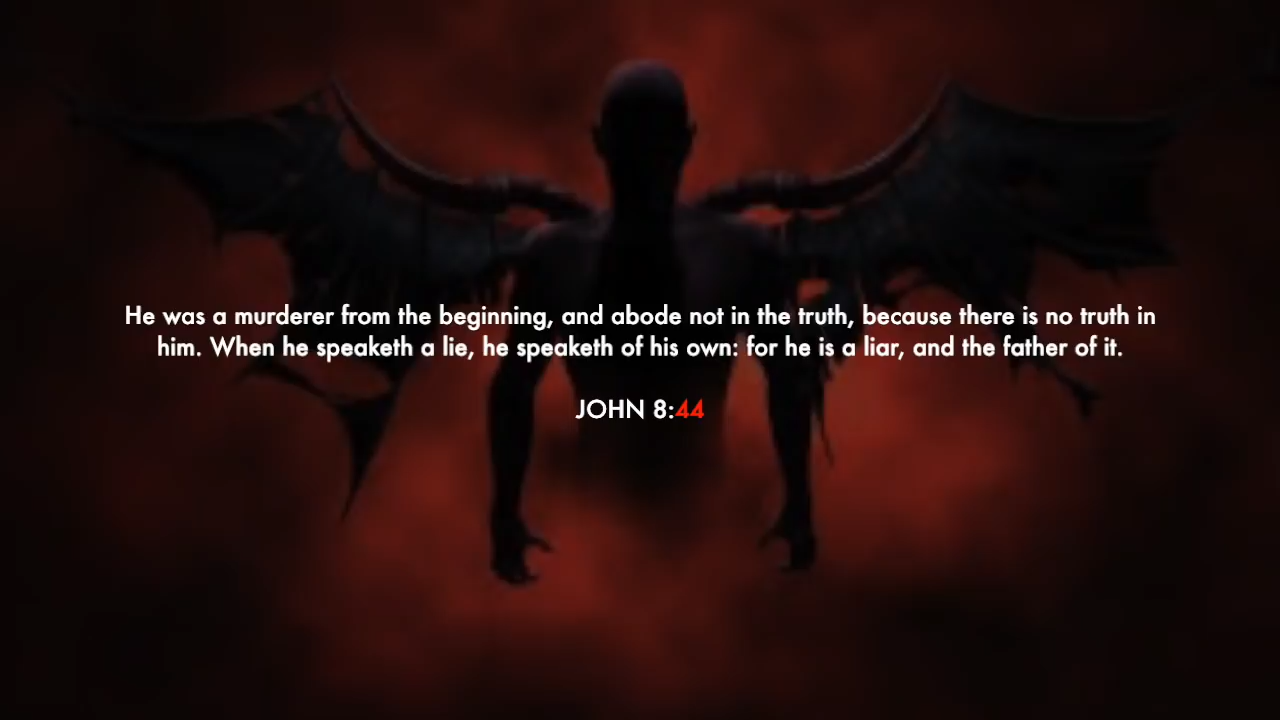 He was a murderer from the beginning, and abode not in the truth, because there is no truth in
him. When he speaketh a lie, he speaketh of his own: for he is a liar, and the father of it.
JOHN 8:44